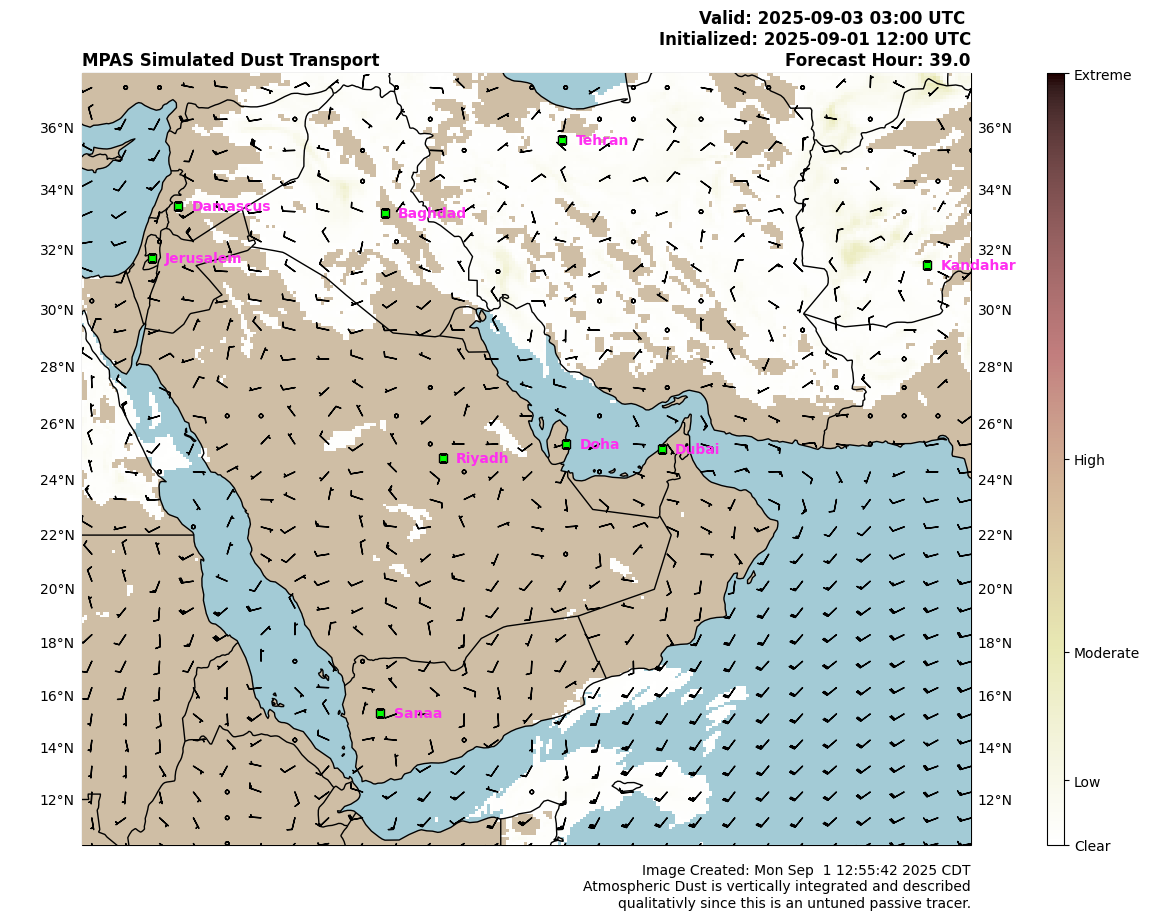 Valid: 2025-09-03 03:00 UTC
Initialized: 2025-09-01 12:00 UTC
MPAS Simulated Dust Transport
Forecast Hour: 39.0
Extreme
36°N
36°N
Tehran
34°N
34°N
Damascus
Baghdad
32°N
32°N
Jerusalem
Kandahar
30°N
30°N
28°N
28°N
26°N
26°N
Doha
Dubai
Riyadh
High
24°N
24°N
22°N
22°N
20°N
20°N
18°N
18°N
Moderate
16°N
16°N
Sanaa
14°N
14°N
Low
12°N
12°N
Clear
Image Created: Mon Sep  1 12:55:42 2025 CDT
Atmospheric Dust is vertically integrated and described
qualitativly since this is an untuned passive tracer.